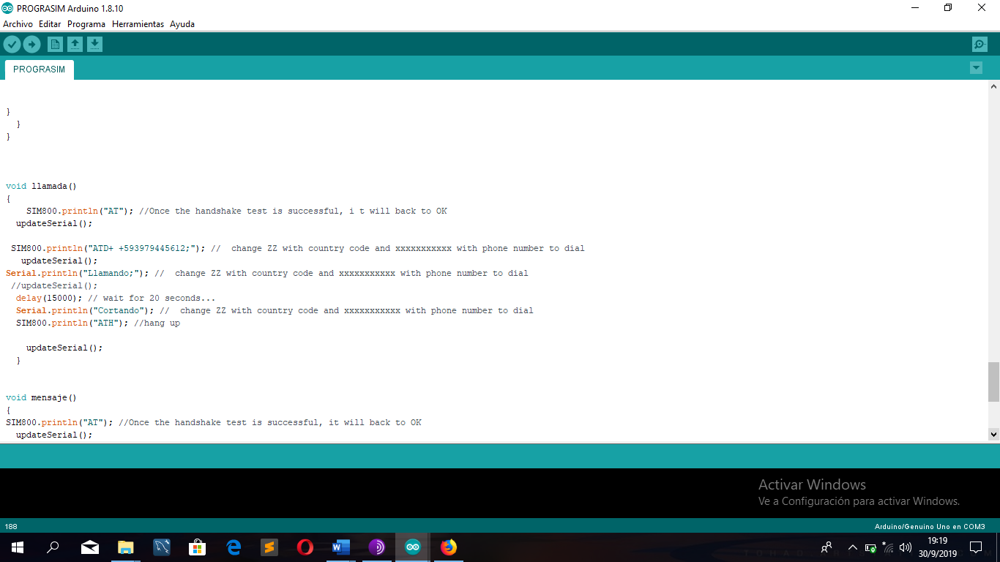 PROGRASIM Arduino 1.8.10
Archivo Editar Programa Herramientas Ayuda
PROGRASIM
}
}
}
void llamada()
{
SIM800.println("AT"); //Once the handshake test is successful, i t will back to OK
updateSerial();
SIM800.println("ATD+ +593979445612;"); //  change ZZ with country code and xxxxxxxxxxx with phone number to dial
updateSerial();
Serial.println("Llamando;"); //  change ZZ with country code and xxxxxxxxxxx with phone number to dial
//updateSerial();
delay(15000); // wait for 20 seconds...
Serial.println("Cortando"); //  change ZZ with country code and xxxxxxxxxxx with phone number to dial
SIM800.println("ATH"); //hang up
updateSerial();
}
void mensaje()
{
SIM800.println("AT"); //Once the handshake test is successful, it will back to OK
updateSerial();
Activar Windows
Ve a Configuración para activar Windows.
188
Arduino/Genuino Uno en COM3
19:19
30/9/2019